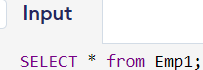 Input
SELECT * from Emp1;